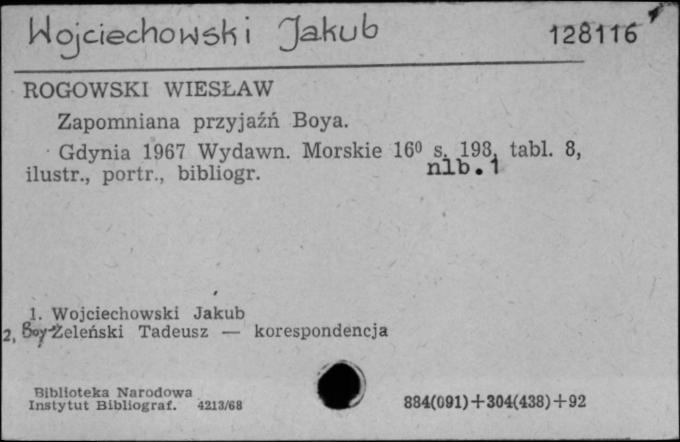 Wojciechowski Jakub 128116
ROGOWSKI WIESŁAW
Zapomniana przyjaźń Boya.
Gdynia 1967 Wydawn. Morskie 16⁰ s. 198, tabl. 8,
nlb. 1
ilustr., portr., bibliogr.
1. Wojciechowski Jakub
2, Boy-Żeleński Tadeusz — korespondencja
Biblioteka Narodowa
Instytut Bibliograf. 4213/68 884(091)+304(438)+92